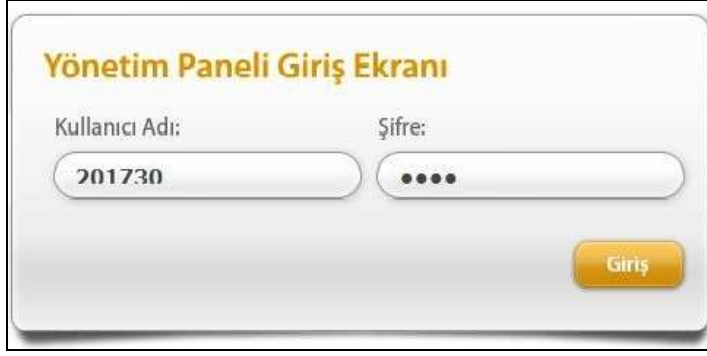 Yönetim Paneli Giriş Ekranı
Kullanıcı Adı: Şifre:
201730 ●●●●
Giriş